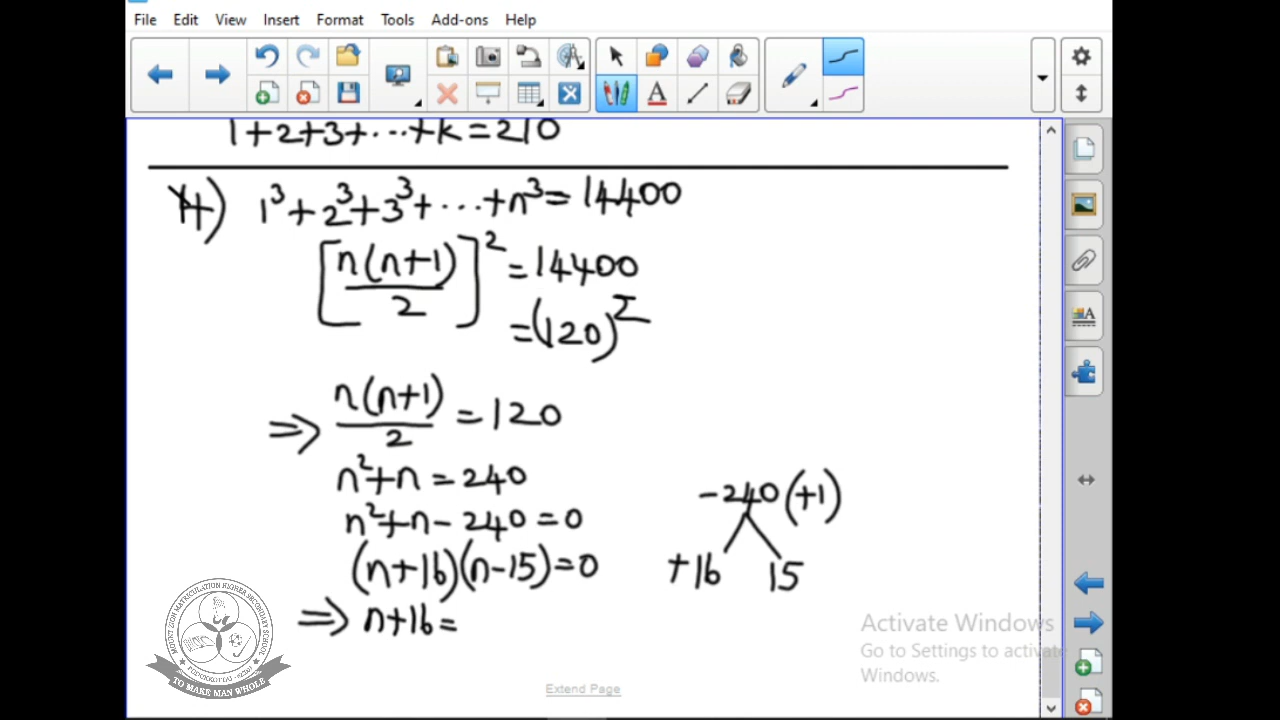 File Edit View Insert Format Tools Add-ons Help
1+2+3+...+k=210
4) 1³+2³+3³+...+n³=14400
[n(n+1)/2]²=14400
=(120)²
⇒ n(n+1)/2 =120
n²+n=240
n²+n-240=0
-240(+1)
(n+16)(n-15)=0
+16 15
⇒ n+16=
Activate Windows
Go to Settings to activate
Windows.
Extend Page
TO MAKE MAN WHOLE